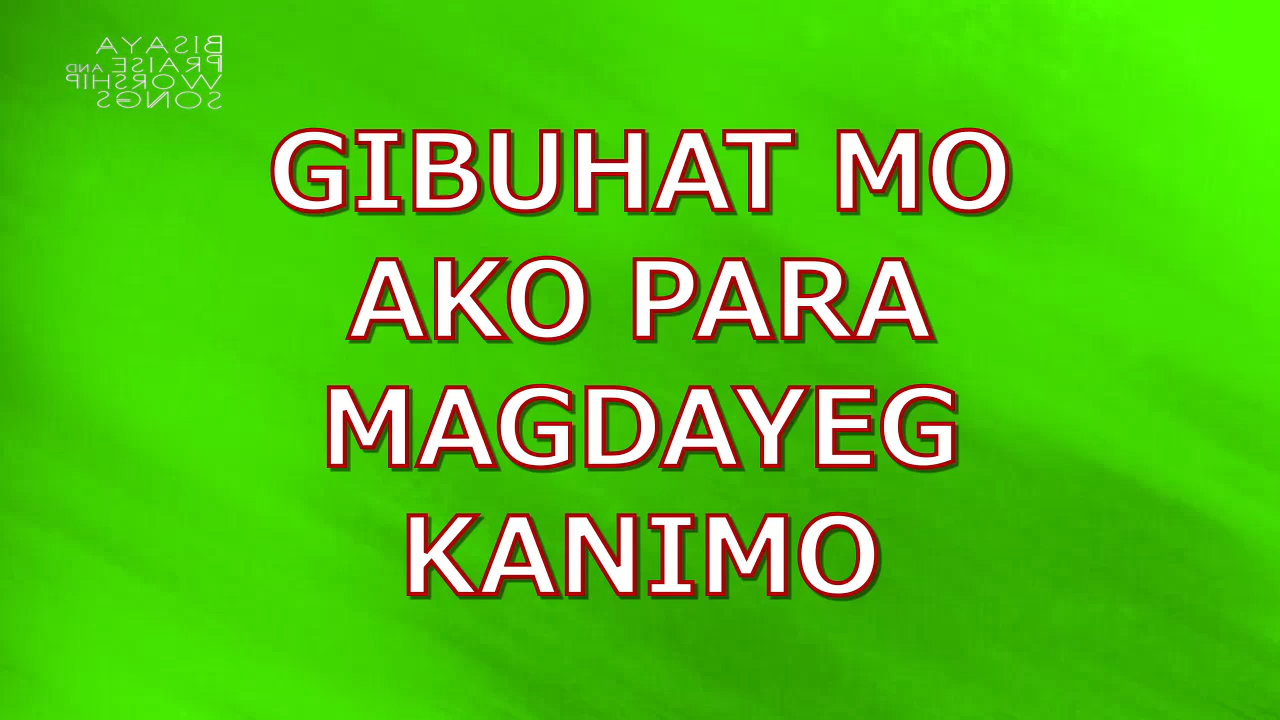 BISAYA
PRAISE AND
WORSHIP
SONGS
GIBUHAT MO
AKO PARA
MAGDAYEG
KANIMO